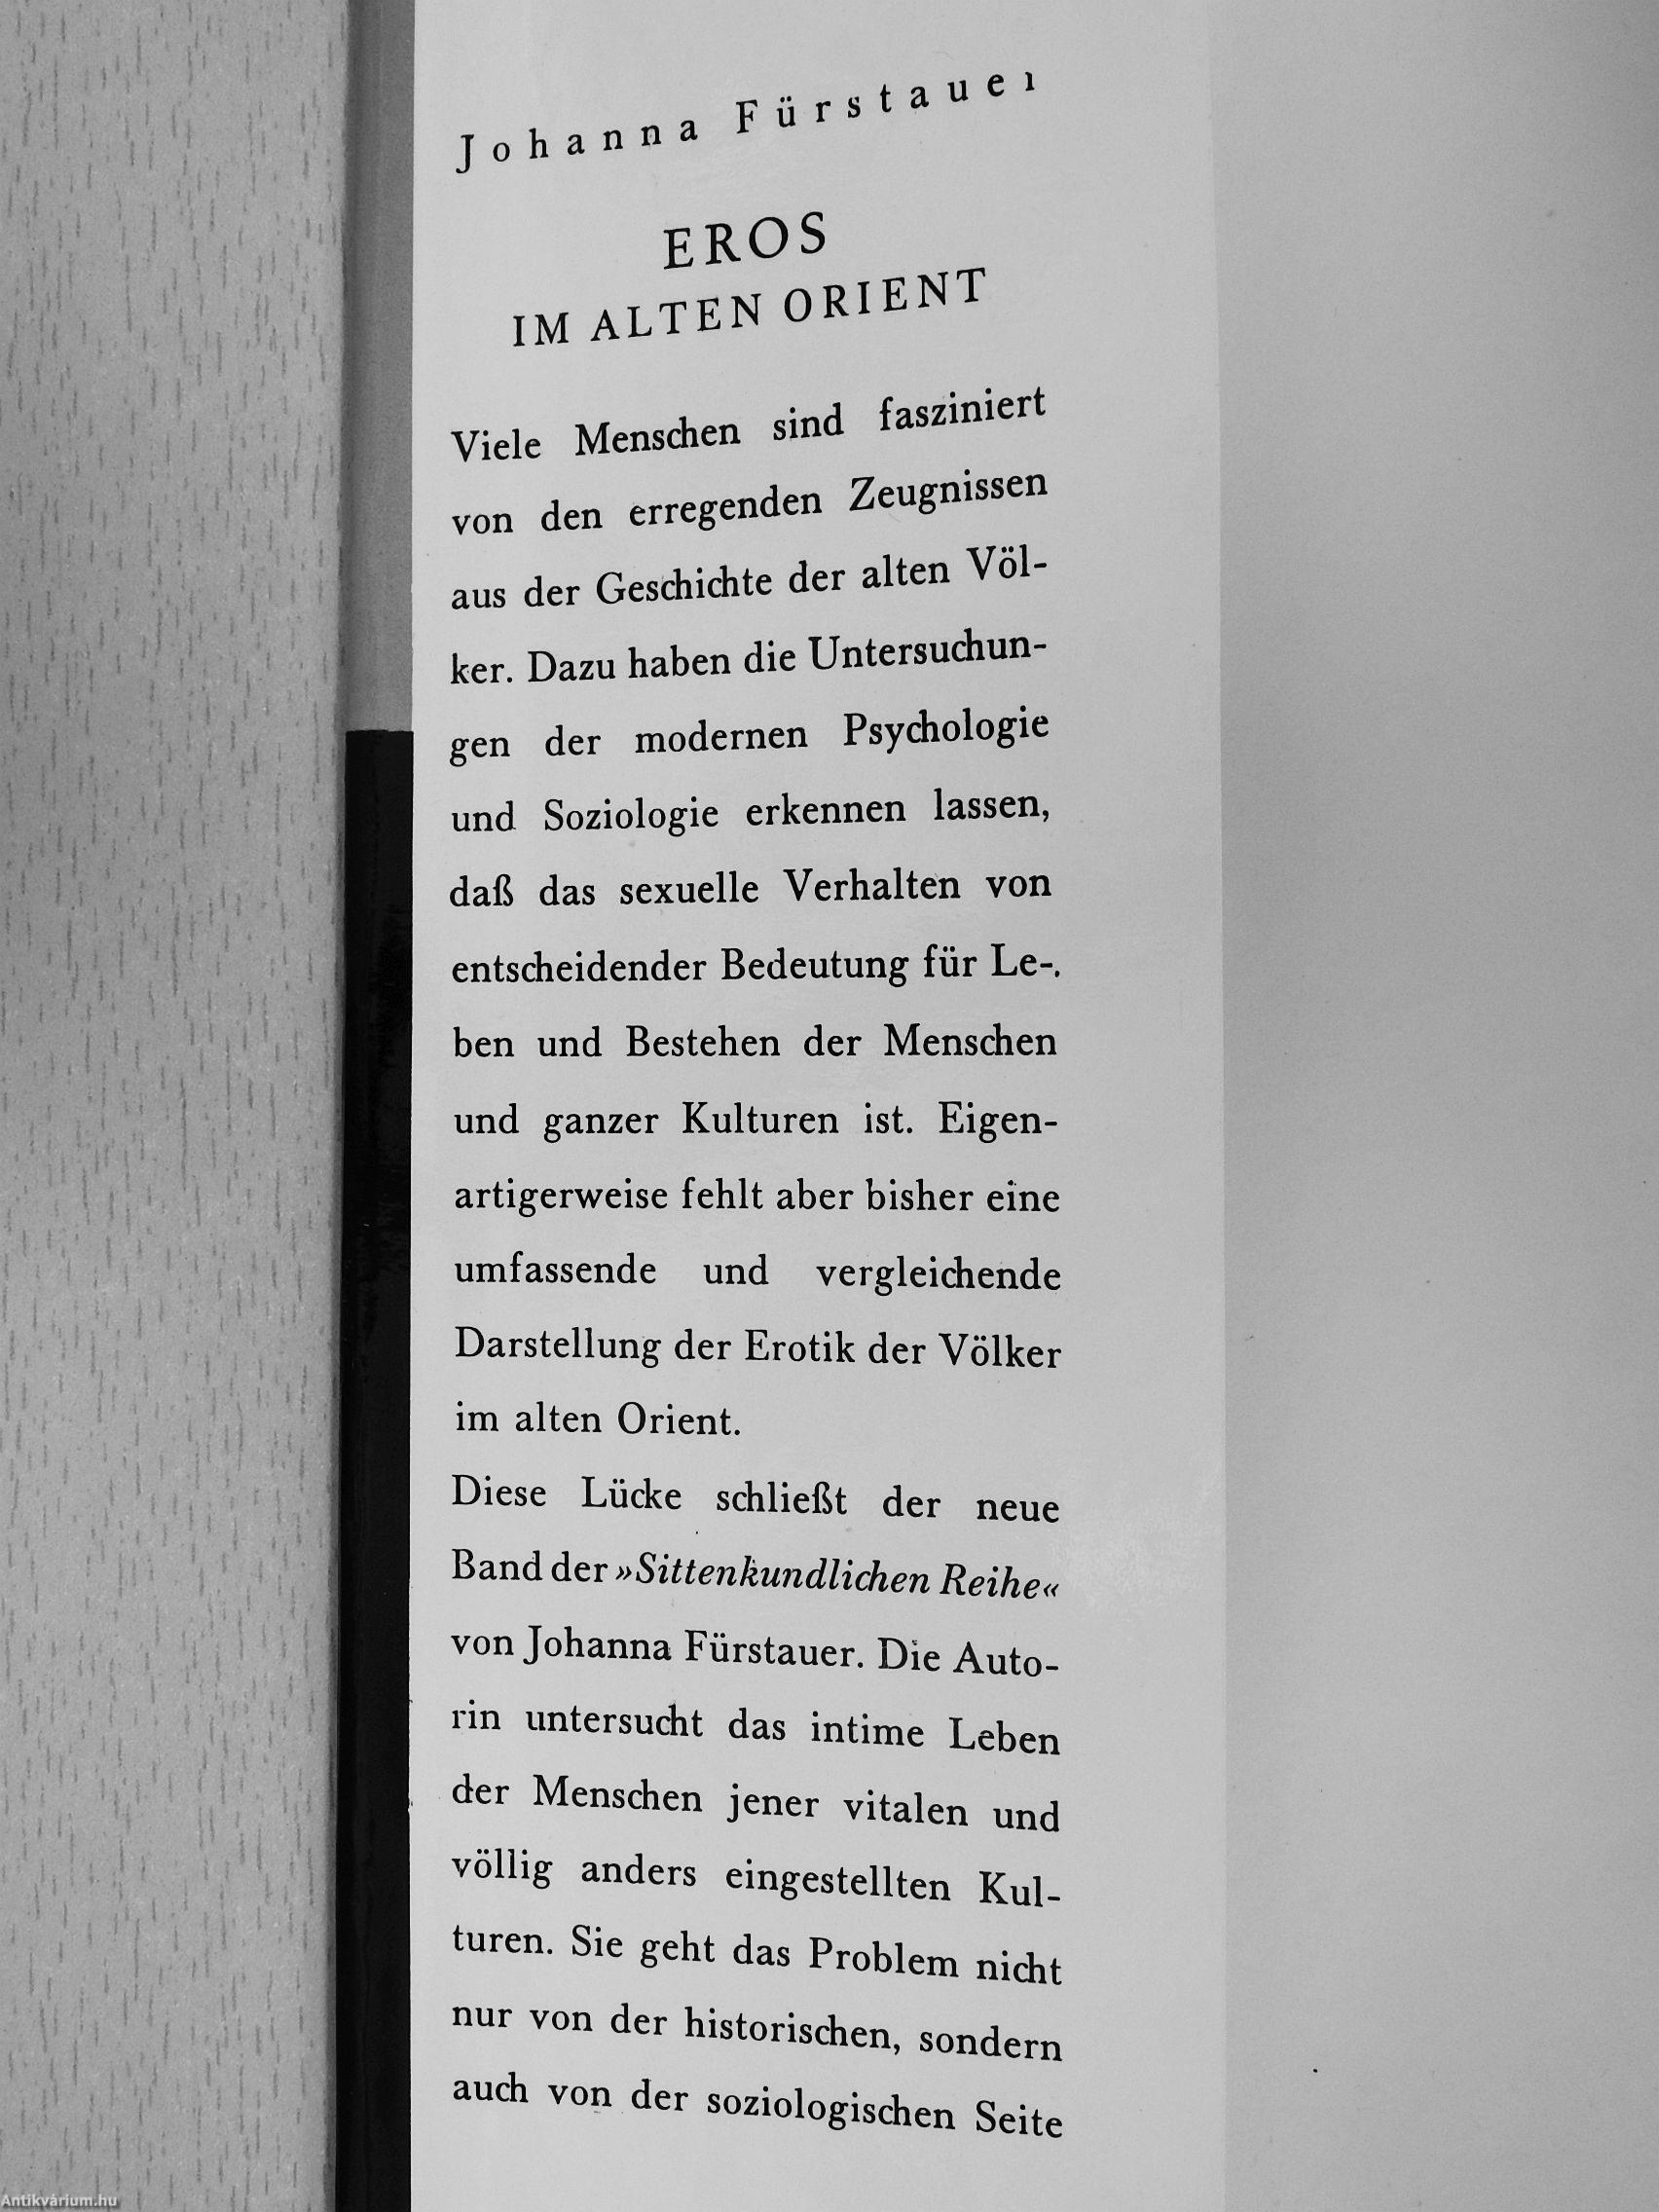 Johanna Fürstauer
EROS
IM ALTEN ORIENT
Viele Menschen sind fasziniert
von den erregenden Zeugnissen
aus der Geschichte der alten Völ-
ker. Dazu haben die Untersuchun-
gen der modernen Psychologie
und Soziologie erkennen lassen,
daß das sexuelle Verhalten von
entscheidender Bedeutung für Le-
ben und Bestehen der Menschen
und ganzer Kulturen ist. Eigen-
artigerweise fehlt aber bisher eine
umfassende und vergleichende
Darstellung der Erotik der Völker
im alten Orient.
Diese Lücke schließt der neue
Band der »Sittenkundlichen Reihe«
von Johanna Fürstauer. Die Auto-
rin untersucht das intime Leben
der Menschen jener vitalen und
völlig anders eingestellten Kul-
turen. Sie geht das Problem nicht
nur von der historischen, sondern
auch von der soziologischen Seite
Antikvárium.hu